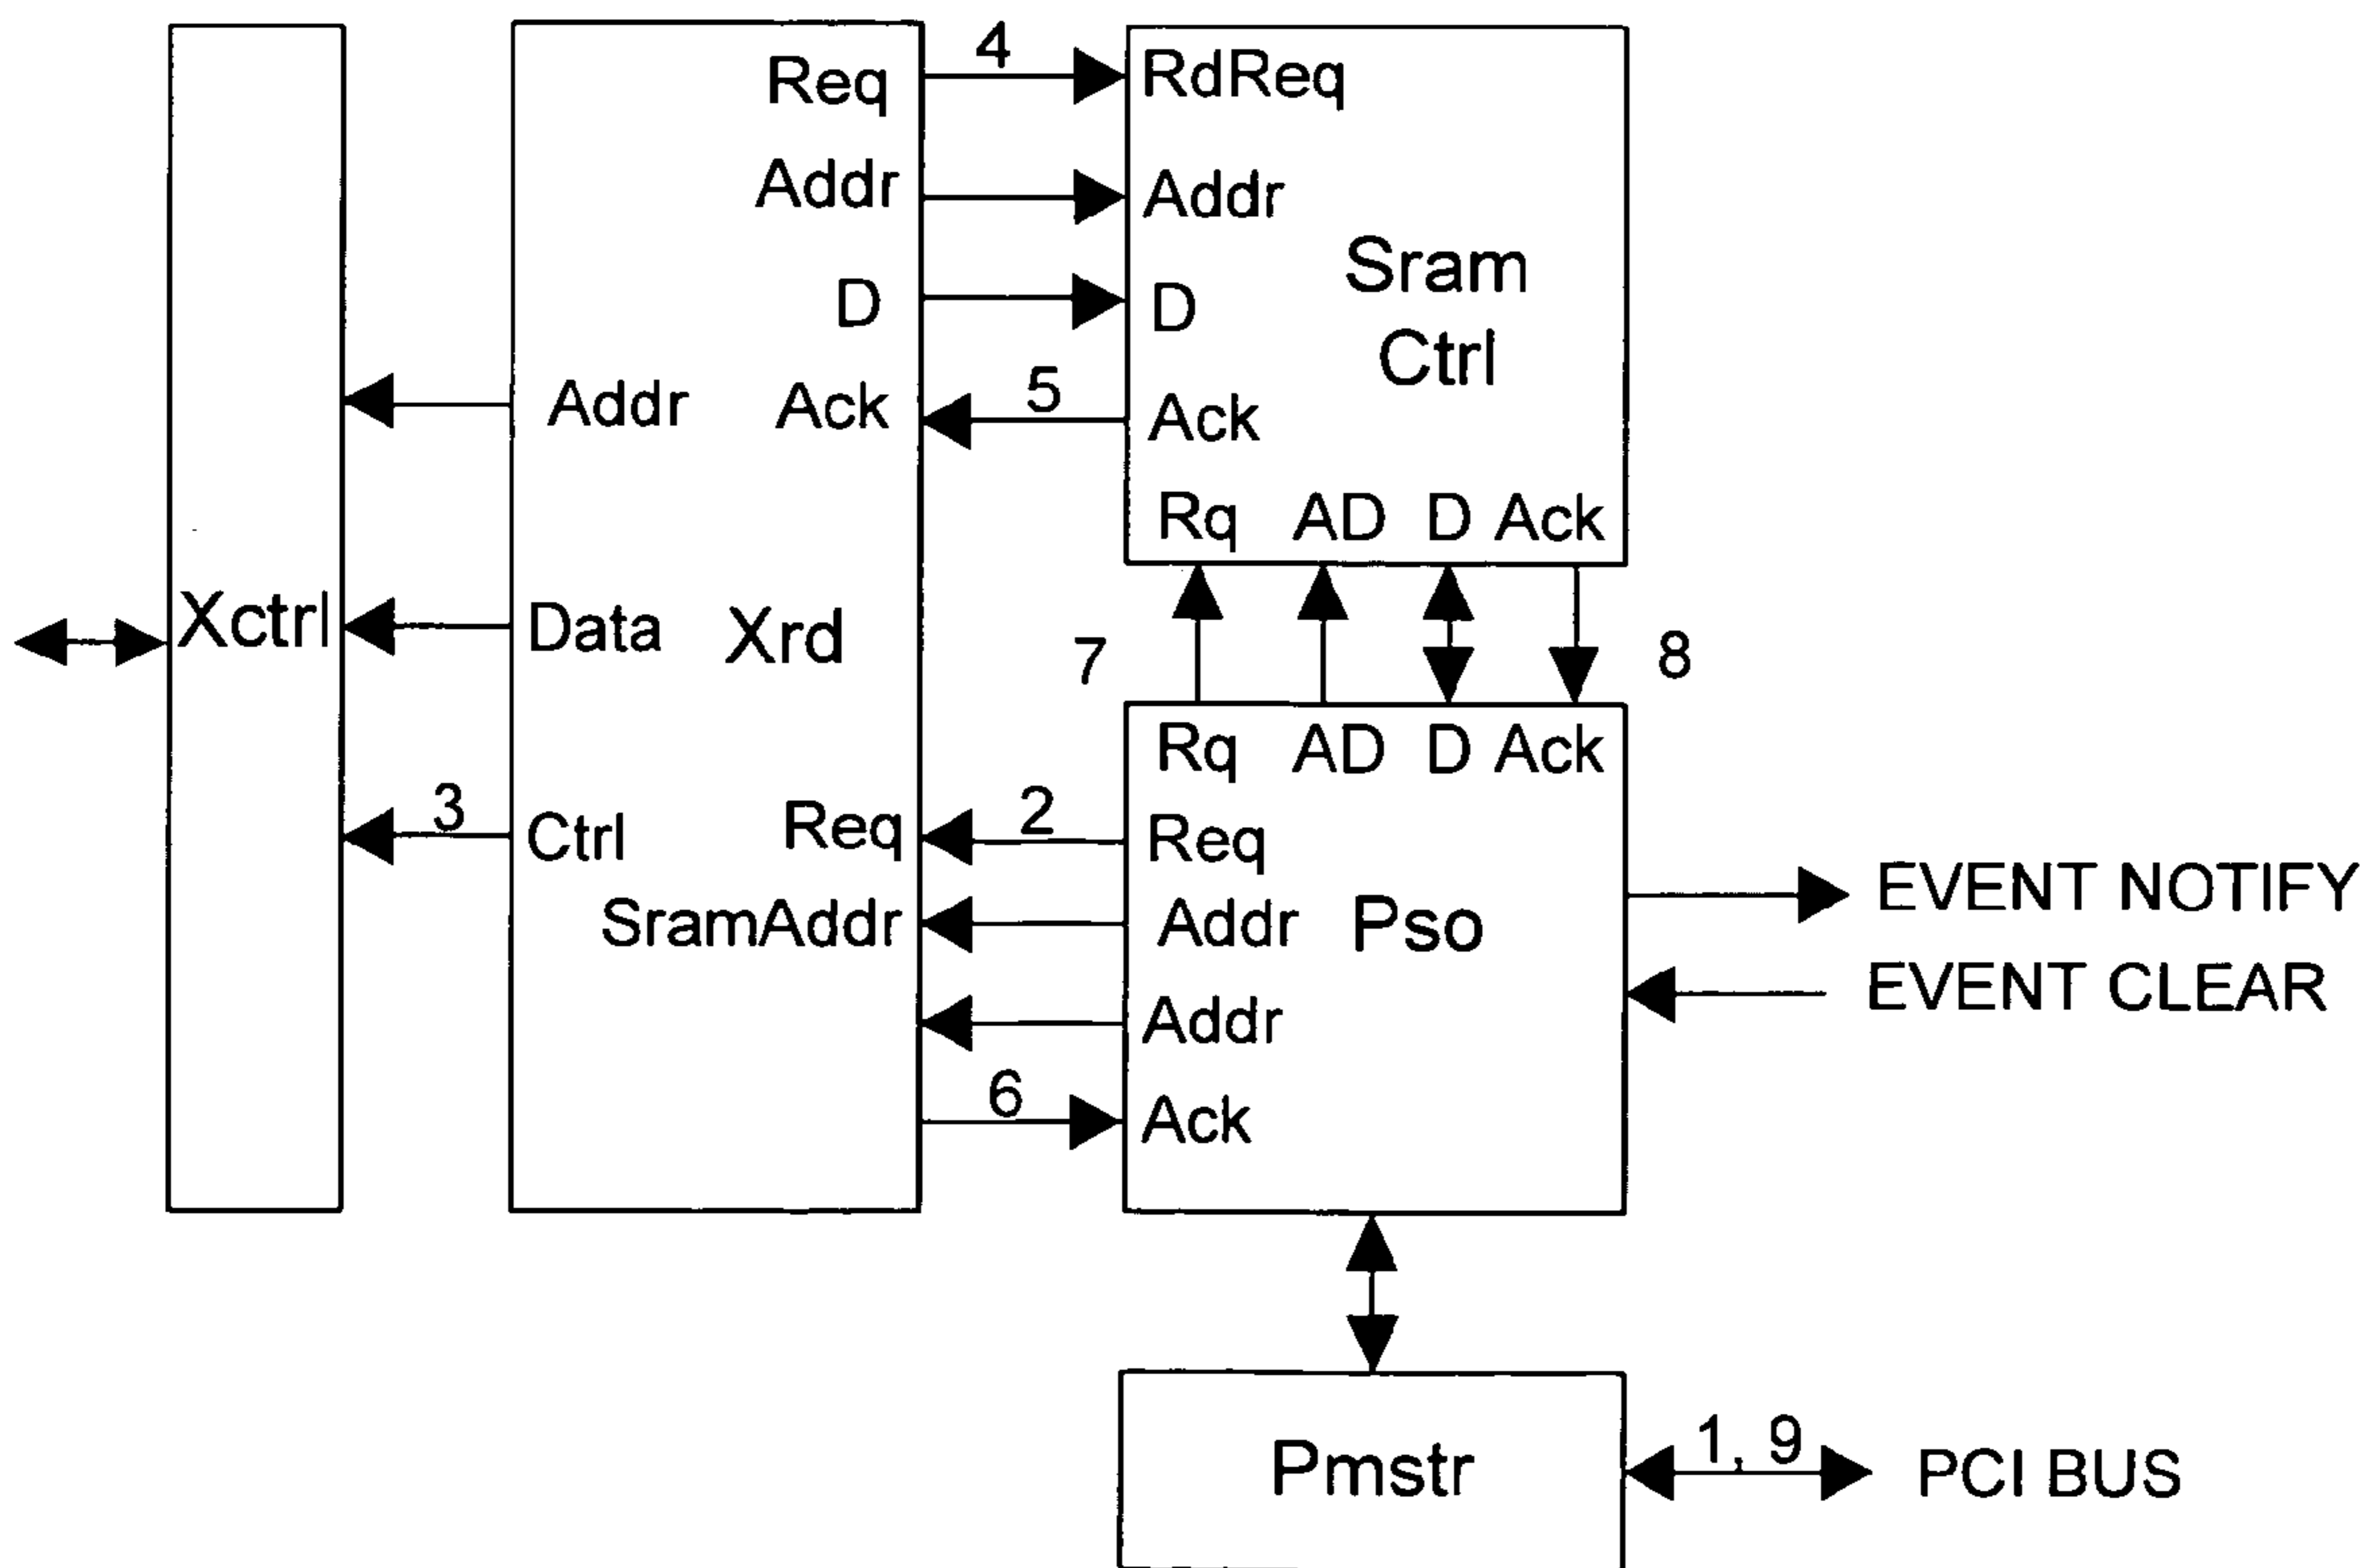 4
Req
RdReq
Addr
Addr
D
D
Sram
Ctrl
5
Addr
Ack
Ack
Rq AD D Ack
Xctrl
Data
Xrd
7
8
Rq AD D Ack
3
Ctrl
Req
2
Req
SramAddr
Addr
Pso
EVENT NOTIFY
EVENT CLEAR
Addr
6
Ack
Pmstr
1, 9
PCI BUS